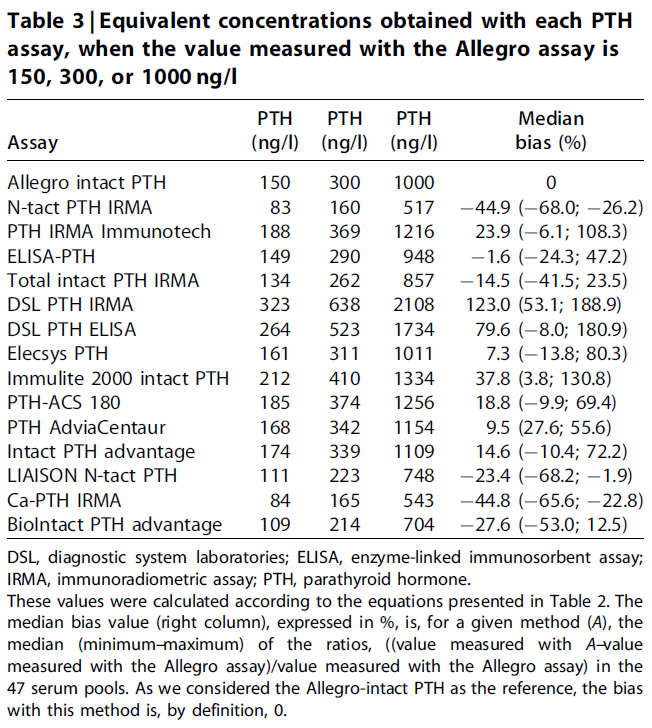 Table 3 | Equivalent concentrations obtained with each PTH
assay, when the value measured with the Allegro assay is
150, 300, or 1000 ng/l
PTH PTH PTH Median
Assay (ng/l) (ng/l) (ng/l) bias (%)
Allegro intact PTH 150 300 1000 0
N-tact PTH IRMA 83 160 517 −44.9 (−68.0; −26.2)
PTH IRMA Immunotech 188 369 1216 23.9 (−6.1; 108.3)
ELISA-PTH 149 290 948 −1.6 (−24.3; 47.2)
Total intact PTH IRMA 134 262 857 −14.5 (−41.5; 23.5)
DSL PTH IRMA 323 638 2108 123.0 (53.1; 188.9)
DSL PTH ELISA 264 523 1734 79.6 (−8.0; 180.9)
Elecsys PTH 161 311 1011 7.3 (−13.8; 80.3)
Immulite 2000 intact PTH 212 410 1334 37.8 (3.8; 130.8)
PTH-ACS 180 185 374 1256 18.8 (−9.9; 69.4)
PTH AdviaCentaur 168 342 1154 9.5 (27.6; 55.6)
Intact PTH advantage 174 339 1109 14.6 (−10.4; 72.2)
LIAISON N-tact PTH 111 223 748 −23.4 (−68.2; −1.9)
Ca-PTH IRMA 84 165 543 −44.8 (−65.6; −22.8)
BioIntact PTH advantage 109 214 704 −27.6 (−53.0; 12.5)
DSL, diagnostic system laboratories; ELISA, enzyme-linked immunosorbent assay;
IRMA, immunoradiometric assay; PTH, parathyroid hormone.
These values were calculated according to the equations presented in Table 2. The
median bias value (right column), expressed in %, is, for a given method (A), the
median (minimum–maximum) of the ratios, ((value measured with A–value
measured with the Allegro assay)/value measured with the Allegro assay) in the
47 serum pools. As we considered the Allegro-intact PTH as the reference, the bias
with this method is, by definition, 0.